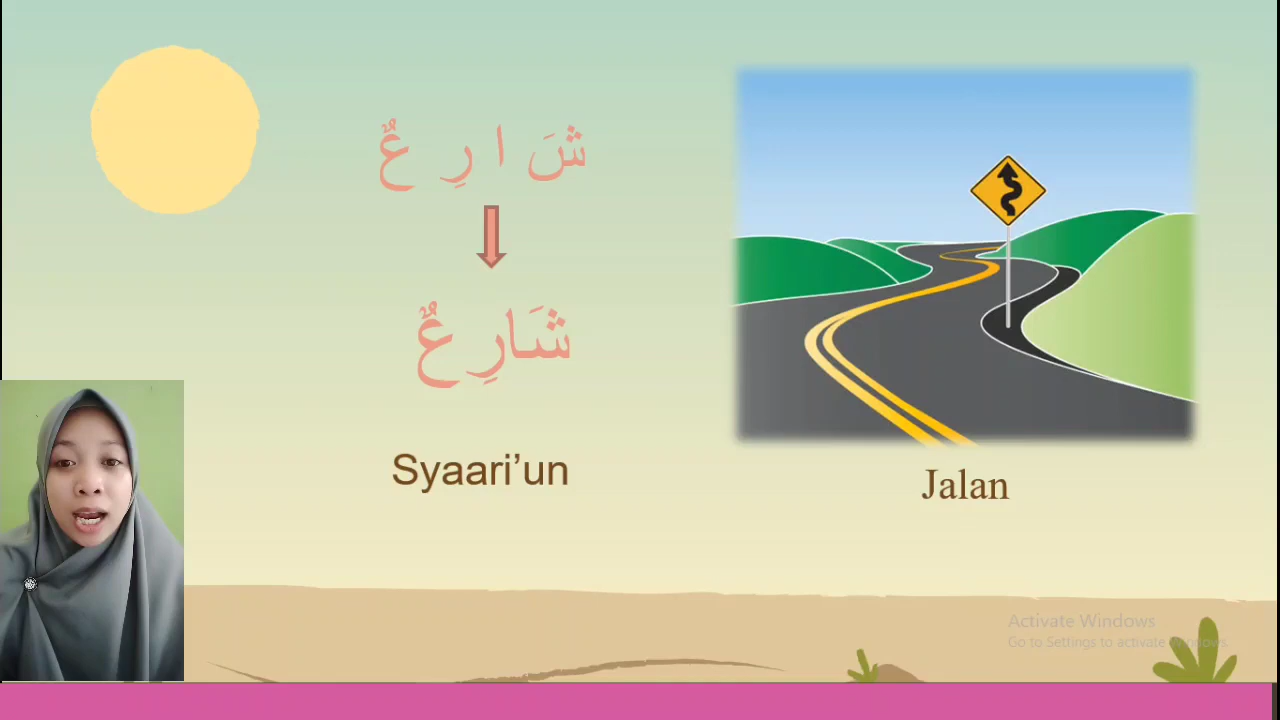 شَ ا رِ عٌ
شَارِعٌ
Syaari’un
Jalan
Activate Windows
Go to Settings to activate Windows.